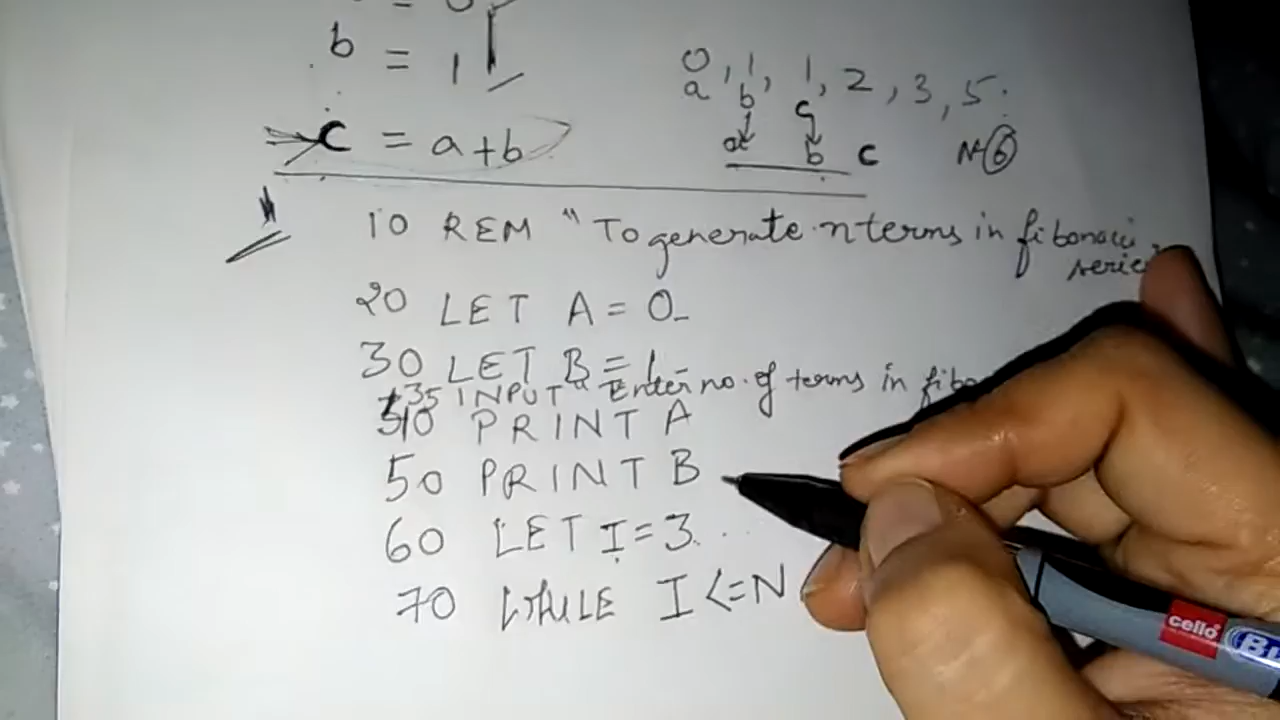 = 0
b = 1
0, 1, 1, 2, 3, 5.
a b c
a b c N=6
C = a+b
10 REM "To generate n terms in fibonacci series
20 LET A = 0
30 LET B = 1
35 INPUT "Enter no. of terms in fibo
40 PRINT A
50 PRINT B
60 LET I=3
70 WHILE I <=N
cello